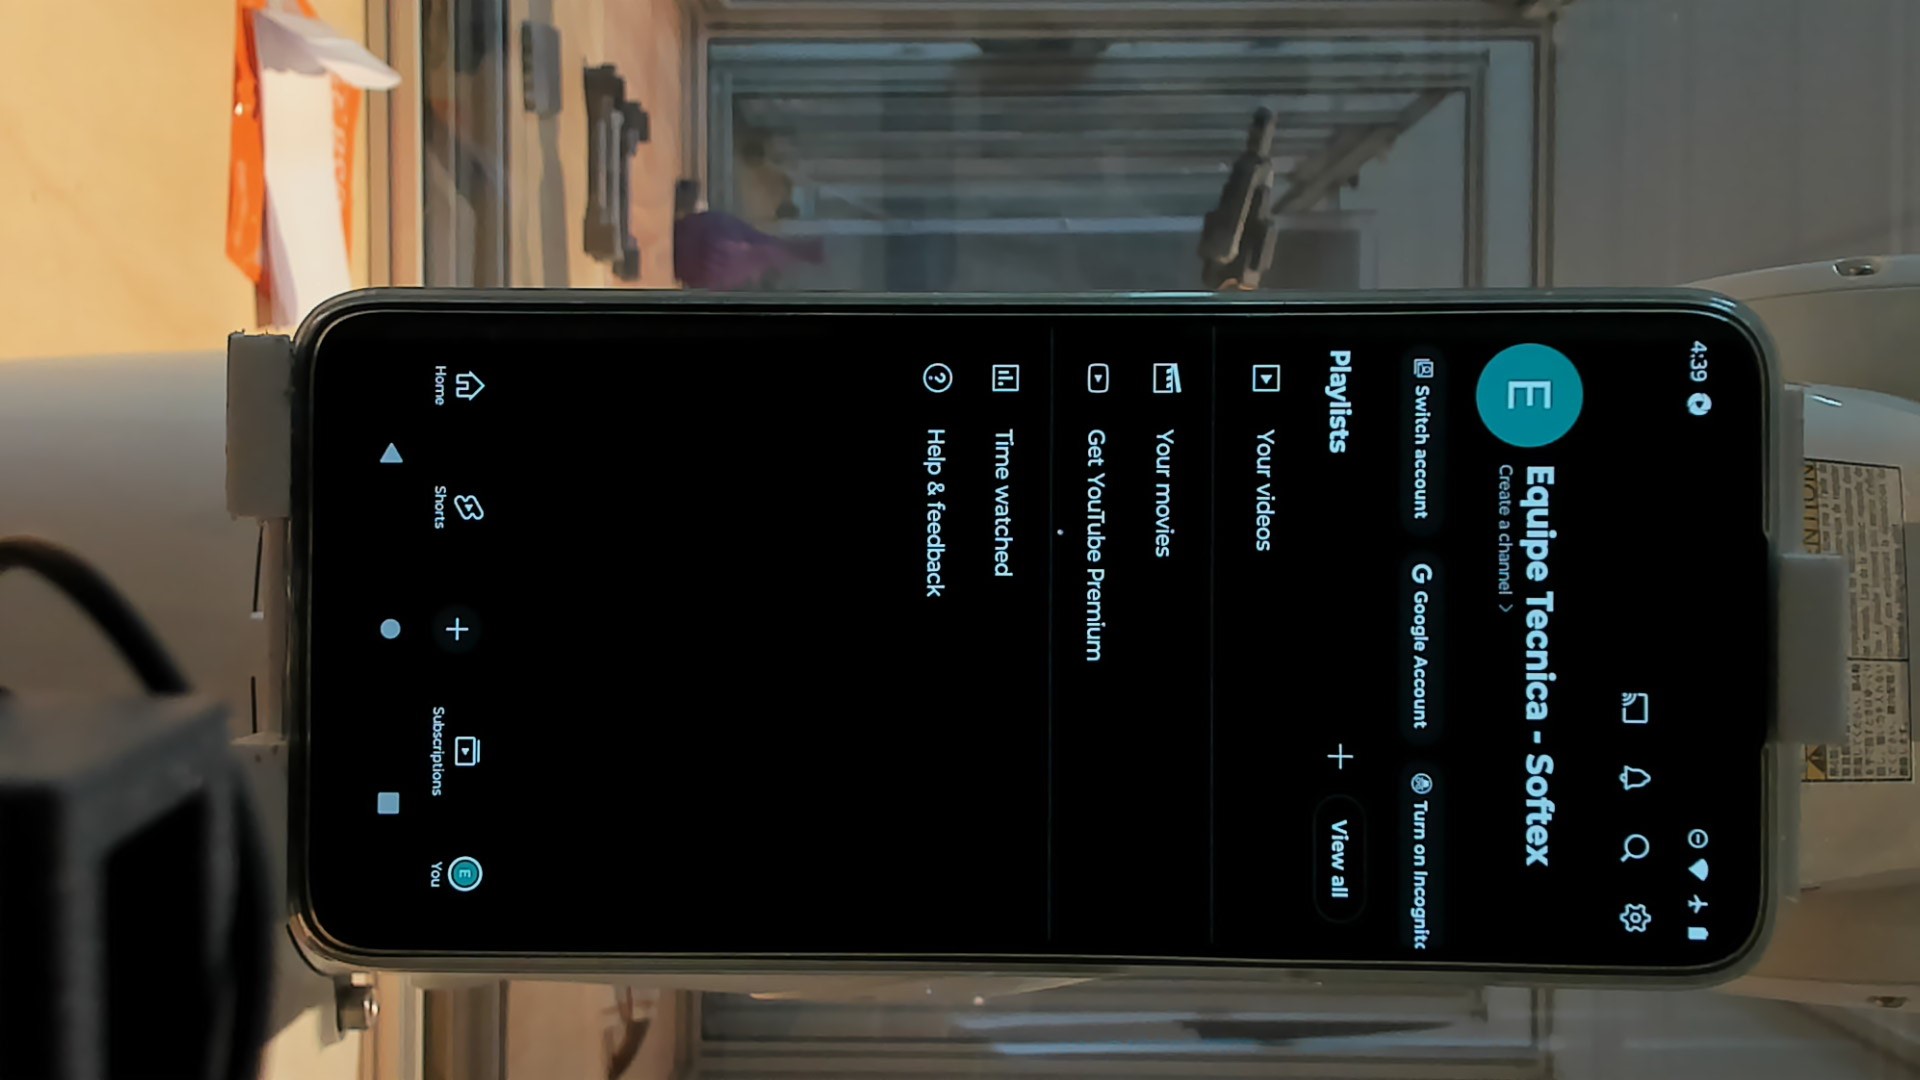 4:39
Equipe Tecnica - Softex
Create a channel >
Switch account
G Google Account
Turn on Incognito
Playlists
View all
Your videos
Your movies
Get YouTube Premium
Time watched
Help & feedback
Home
Shorts
Subscriptions
E
You
E